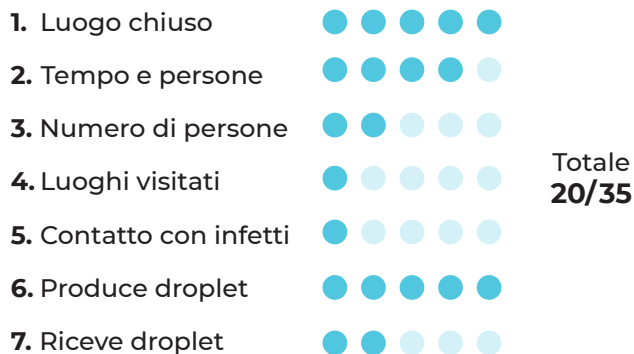 1. Luogo chiuso
2. Tempo e persone
3. Numero di persone
4. Luoghi visitati
5. Contatto con infetti
6. Produce droplet
7. Riceve droplet
Totale
20/35